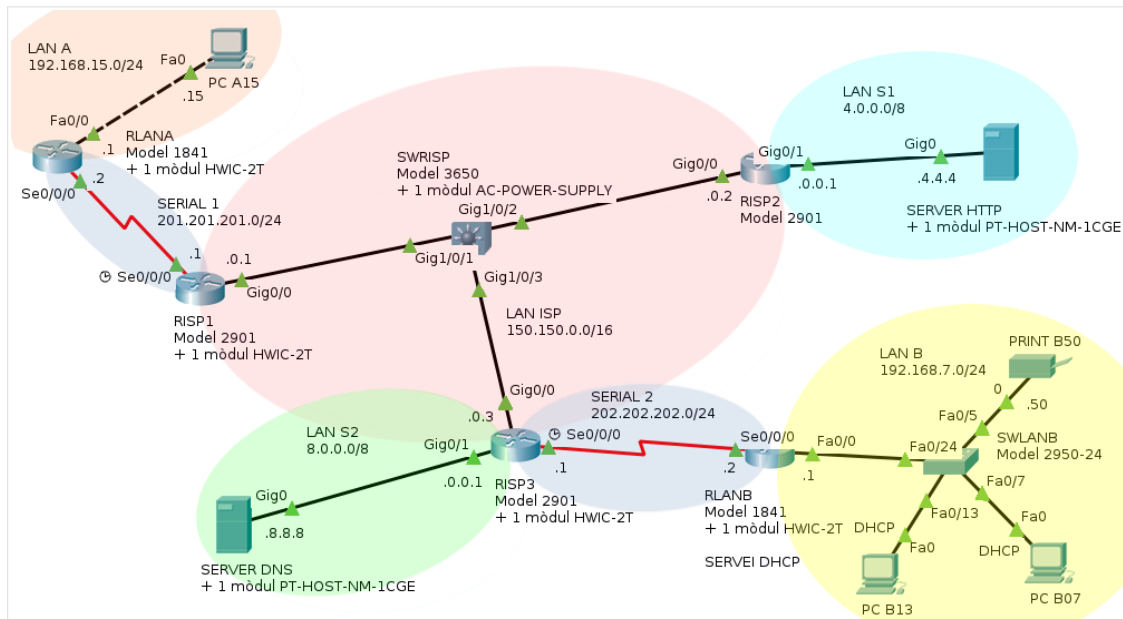 LAN A
192.168.15.0/24
Fa0
PC A15
.15
Fa0/0
.1
RLANA
Model 1841
+ 1 mòdul HWIC-2T
.2
Se0/0/0
SERIAL 1
201.201.201.0/24
.1
Se0/0/0
.0.1
Gig0/0
RISP1
Model 2901
+ 1 mòdul HWIC-2T
SWRISP
Model 3650
+ 1 mòdul AC-POWER-SUPPLY
Gig1/0/2
Gig1/0/1
Gig1/0/3
LAN ISP
150.150.0.0/16
Gig0/0
.0.2
Gig0/1
RISP2
Model 2901
.0.0.1
LAN S1
4.0.0.0/8
Gig0
.4.4.4
SERVER HTTP
+ 1 mòdul PT-HOST-NM-1CGE
Gig0/0
.0.3
LAN S2
8.0.0.0/8
Gig0/1
.0.0.1
Gig0
.8.8.8
SERVER DNS
+ 1 mòdul PT-HOST-NM-1CGE
RISP3
Model 2901
+ 1 mòdul HWIC-2T
SERIAL 2
202.202.202.0/24
Se0/0/0
.1
Se0/0/0
.2
Fa0/0
.1
RLANB
Model 1841
+ 1 mòdul HWIC-2T
SERVEI DHCP
LAN B
192.168.7.0/24
PRINT B50
0
.50
Fa0/5
Fa0/24
SWLANB
Model 2950-24
Fa0/7
Fa0/13
DHCP
Fa0
Fa0
DHCP
PC B13
PC B07